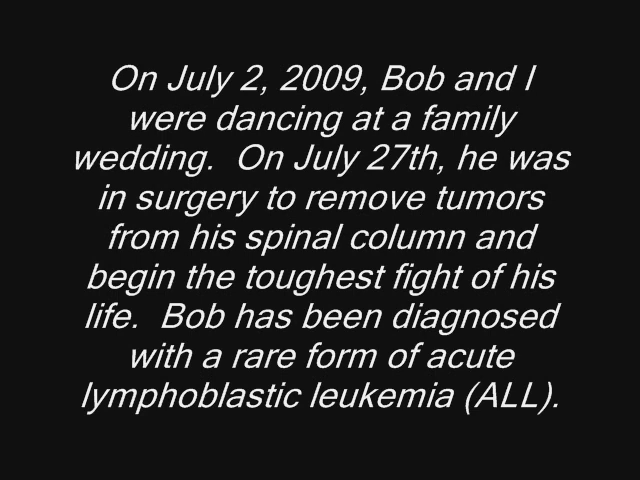 On July 2, 2009, Bob and I
were dancing at a family
wedding.  On July 27th, he was
in surgery to remove tumors
from his spinal column and
begin the toughest fight of his
life.  Bob has been diagnosed
with a rare form of acute
lymphoblastic leukemia (ALL).